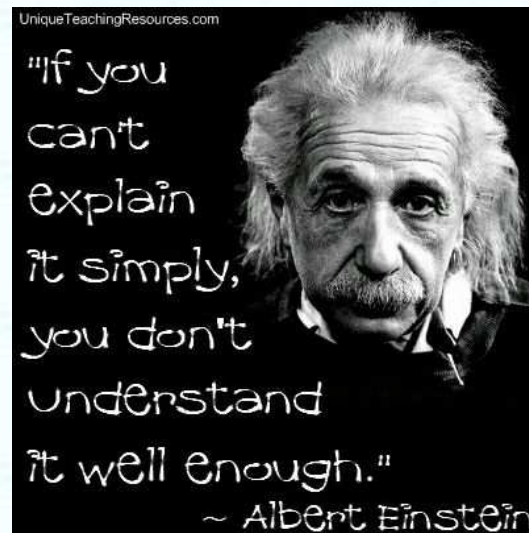 UniqueTeachingResources.com
"If you
can't
explain
it simply,
you don't
understand
it well enough."
~ Albert Einstein